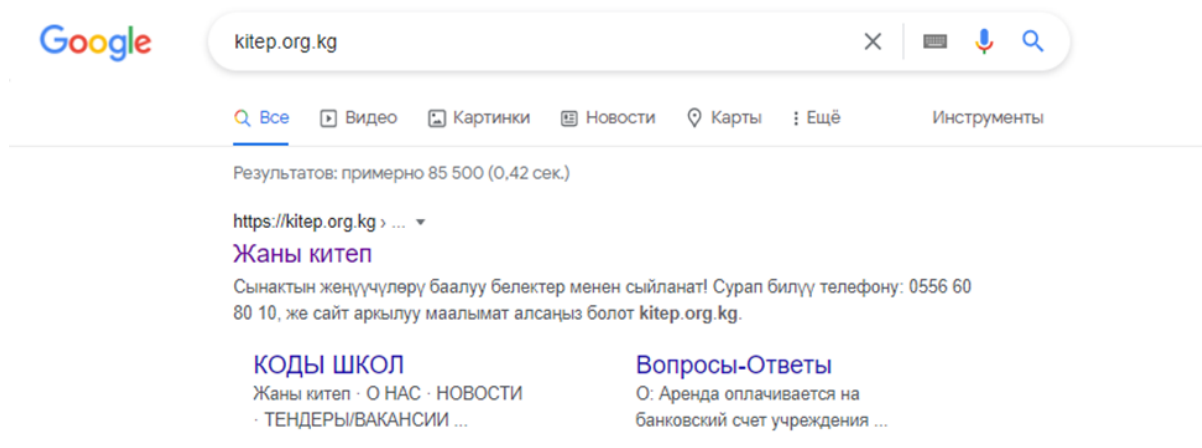 Google
kitep.org.kg
Все Видео Картинки Новости Карты Ещё Инструменты
Результатов: примерно 85 500 (0,42 сек.)
https://kitep.org.kg › ...
Жаны китеп
Сынактын жеңүүчүлөрү баалуу белектер менен сыйланат! Сурап билүү телефону: 0556 60
80 10, же сайт аркылуу маалымат алсаңыз болот kitep.org.kg.
КОДЫ ШКОЛ
Жаны китеп · О НАС · НОВОСТИ
· ТЕНДЕРЫ/ВАКАНСИИ ...
Вопросы-Ответы
О: Аренда оплачивается на
банковский счет учреждения ...